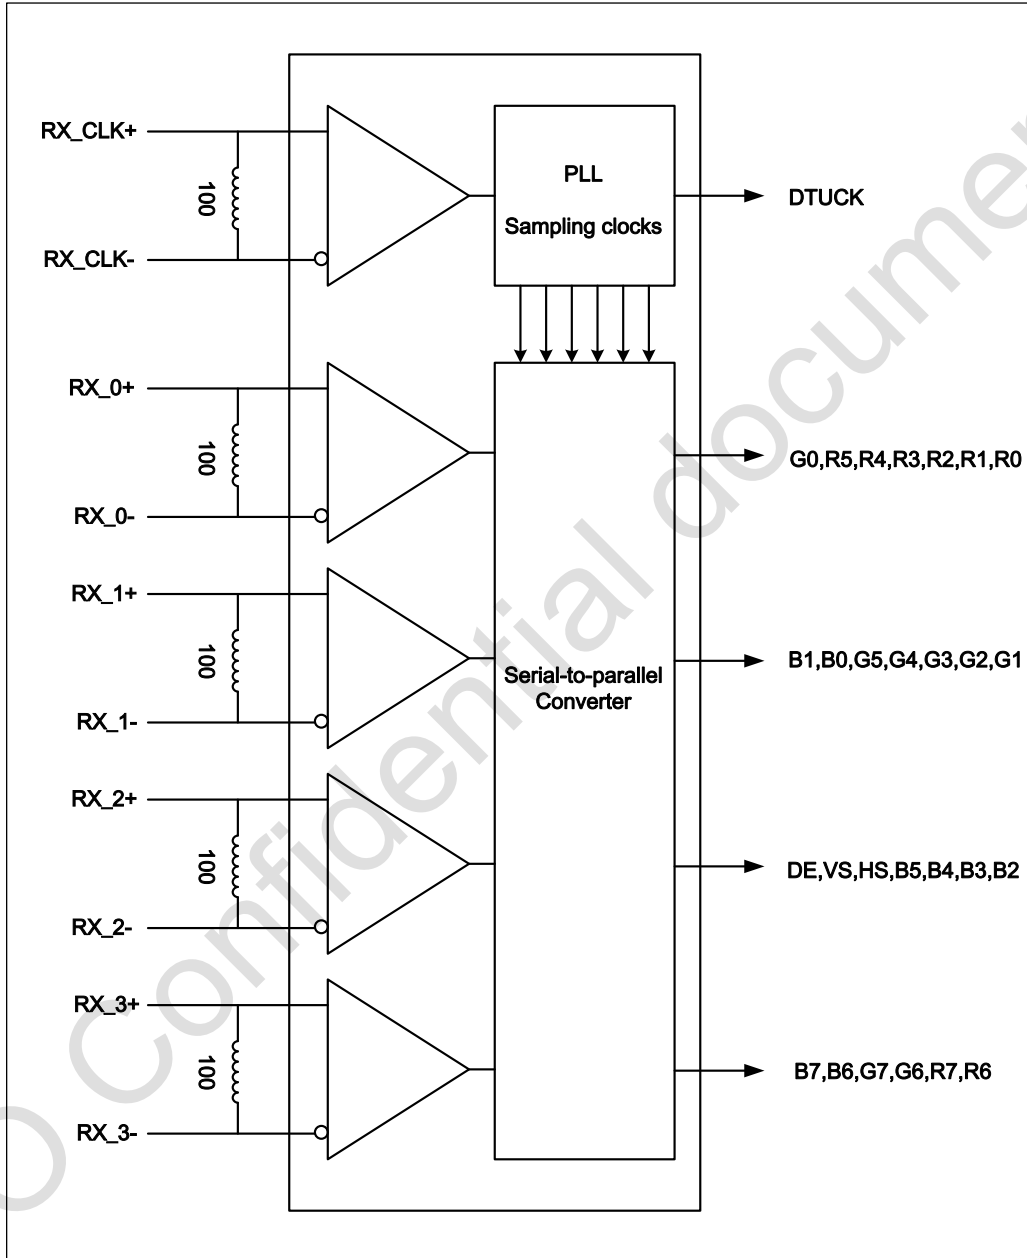 RX_CLK+
100
RX_CLK-
PLL
Sampling clocks
DTUCK
RX_0+
100
RX_0-
G0,R5,R4,R3,R2,R1,R0
RX_1+
100
RX_1-
Serial-to-parallel
Converter
B1,B0,G5,G4,G3,G2,G1
RX_2+
100
RX_2-
DE,VS,HS,B5,B4,B3,B2
RX_3+
100
RX_3-
B7,B6,G7,G6,R7,R6
O Confidential documen